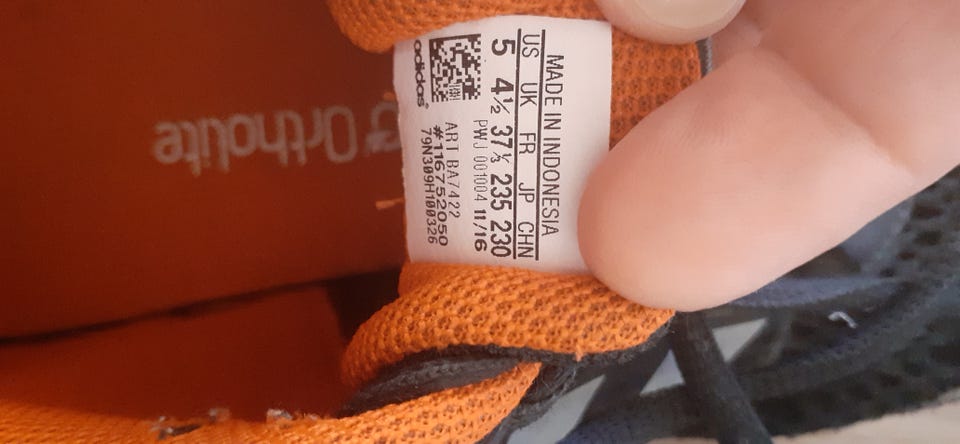 MADE IN INDONESIA
US UK FR JP CHN
5 4½ 37⅓ 235 230
PWJ 001004 11/16
adidas
ART BA7422
#116752050
79N309H100326
Ortholite